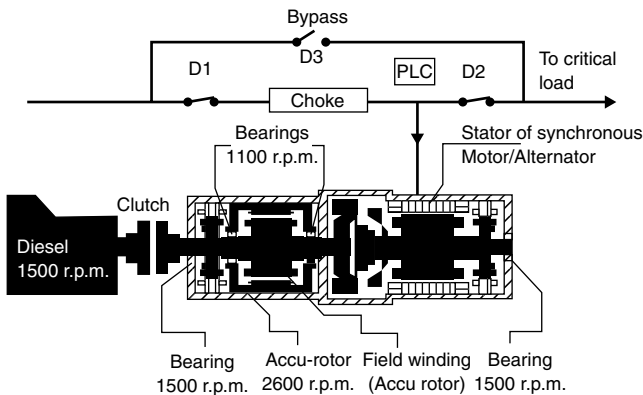 Bypass
D3
D1
PLC
D2
To critical
load
Choke
Bearings
1100 r.p.m.
Stator of synchronous
Motor/Alternator
Clutch
Diesel
1500 r.p.m.
Bearing
1500 r.p.m.
Accu-rotor
2600 r.p.m.
Field winding
(Accu rotor)
Bearing
1500 r.p.m.